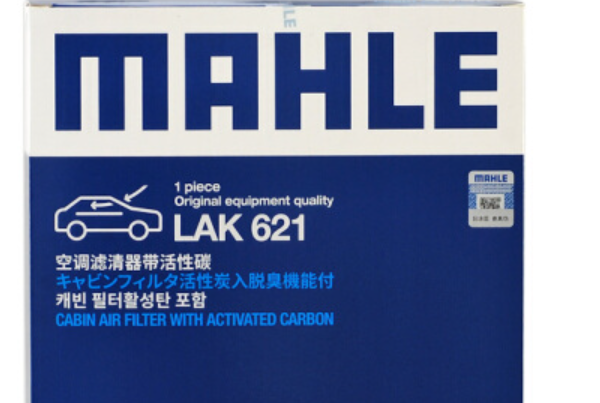 MAHLE
1 piece
Original equipment quality
LAK 621
MAHLE
空调滤清器带活性碳
キャビンフィルタ活性炭入脱臭機能付
캐빈 필터활성탄 포함
CABIN AIR FILTER WITH ACTIVATED CARBON